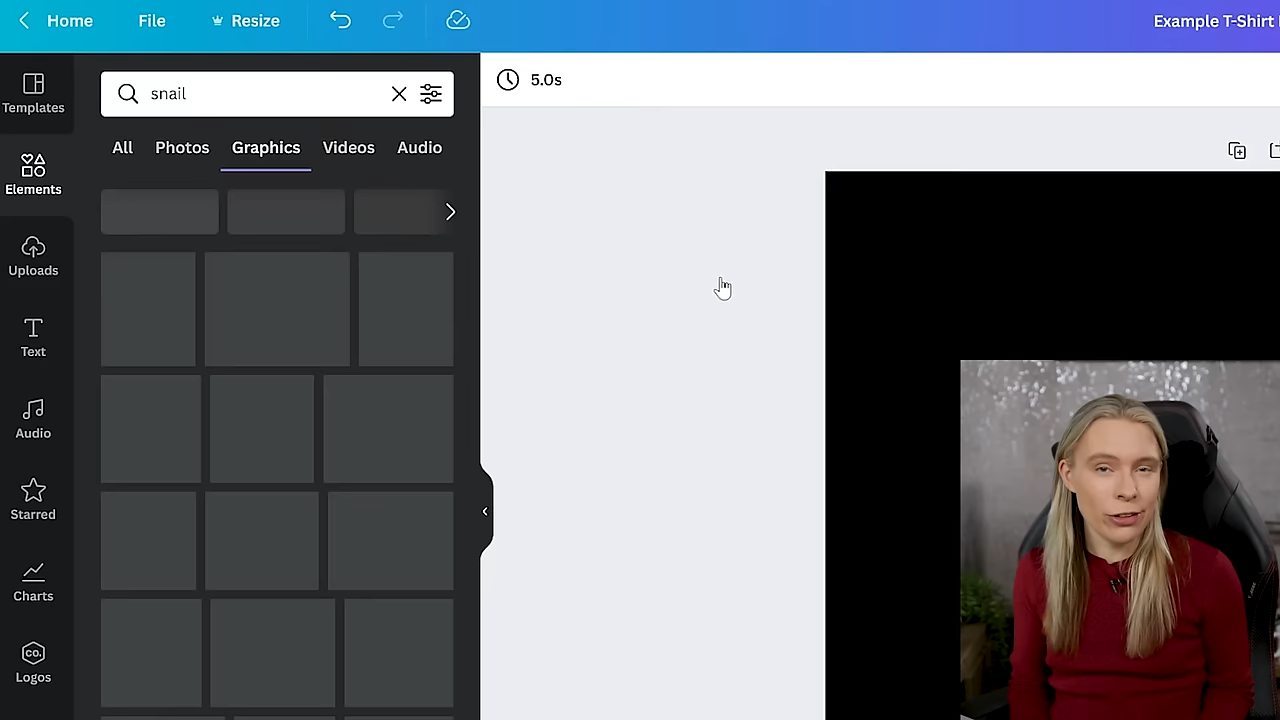 Home File Resize Example T-Shirt
Templates
Elements
Uploads
Text
Audio
Starred
Charts
CO.
Logos
snail
All Photos Graphics Videos Audio
5.0s